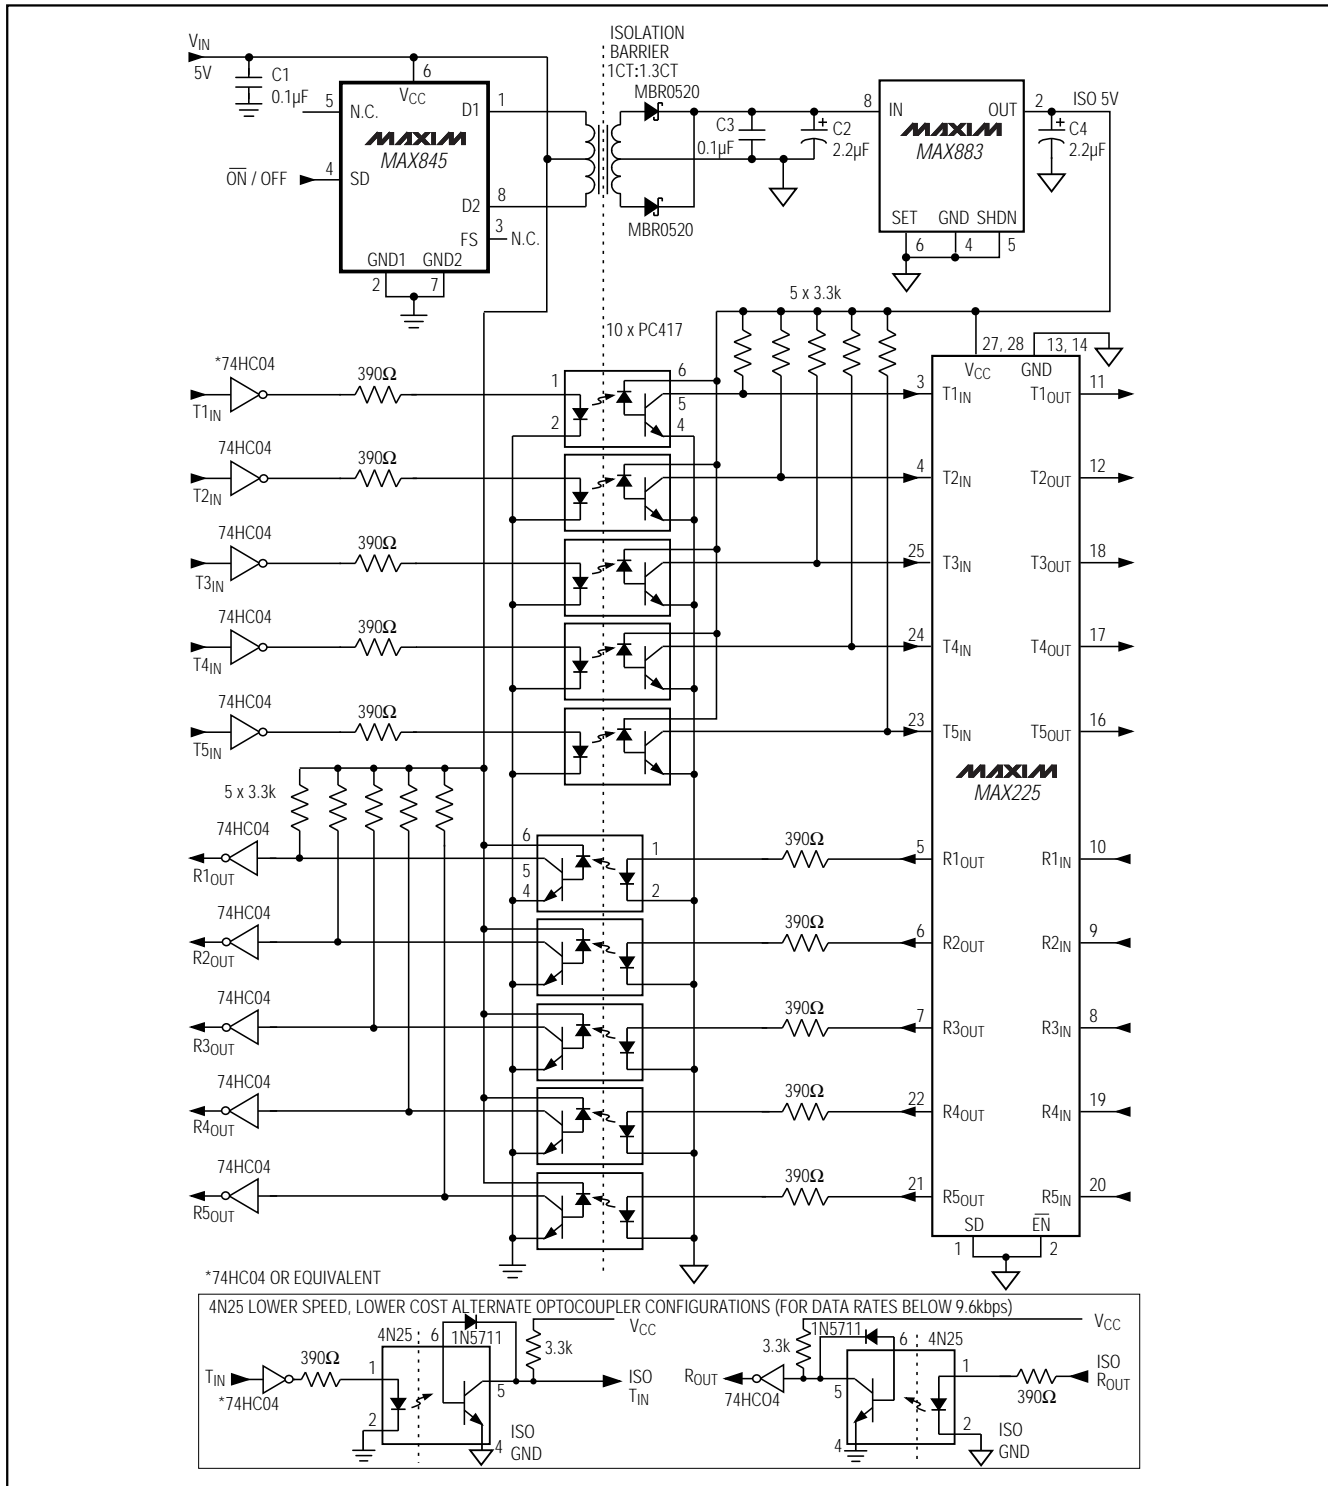 V_IN
5V
C1
0.1µF
ISOLATION
BARRIER
1CT:1.3CT
MBR0520
5 N.C.
6
V_CC
D1 1
MAXIM
MAX845
ON / OFF 4 SD
D2 8
FS 3 N.C.
GND1 GND2
2 7
MBR0520
C3
0.1µF
C2
2.2µF
8 IN
OUT 2 ISO 5V
MAXIM
MAX883
C4
2.2µF
SET GND SHDN
6 4 5
5 x 3.3k
10 x PC417
27, 28 13, 14
V_CC GND
*74HC04
T1IN
390Ω
1
2
6
5
4
3 T1IN T1OUT 11
74HC04
T2IN
390Ω
4 T2IN T2OUT 12
74HC04
T3IN
390Ω
25 T3IN T3OUT 18
74HC04
T4IN
390Ω
24 T4IN T4OUT 17
74HC04
T5IN
390Ω
23 T5IN T5OUT 16
MAXIM
MAX225
5 x 3.3k
74HC04
R1OUT
6
5
4
1
2
390Ω
5 R1OUT R1IN 10
74HC04
R2OUT
390Ω
6 R2OUT R2IN 9
74HC04
R3OUT
390Ω
7 R3OUT R3IN 8
74HC04
R4OUT
390Ω
22 R4OUT R4IN 19
74HC04
R5OUT
390Ω
21 R5OUT R5IN 20
SD EN
1 2
*74HC04 OR EQUIVALENT
4N25 LOWER SPEED, LOWER COST ALTERNATE OPTOCOUPLER CONFIGURATIONS (FOR DATA RATES BELOW 9.6kbps)
TIN
*74HC04
390Ω
4N25
1
2
6
1N5711
5
4
3.3k
VCC
ISO
TIN
ISO
GND
ROUT
74HCO4
3.3k
1N5711
6
5
4
4N25
1
2
VCC
390Ω
ISO
ROUT
ISO
GND